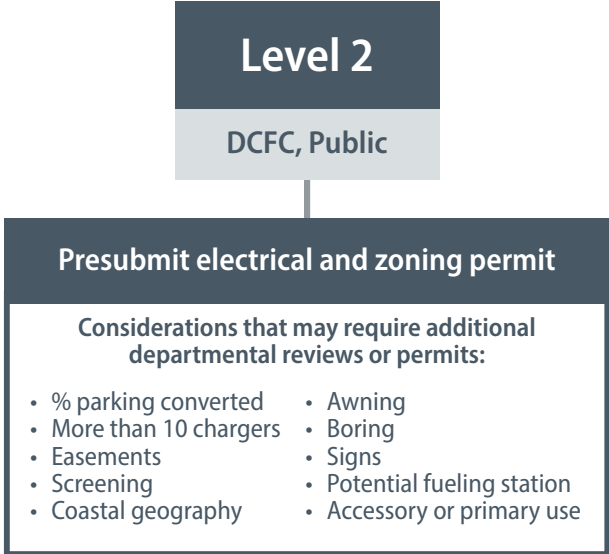 Level 2
DCFC, Public
Presubmit electrical and zoning permit
Considerations that may require additional
departmental reviews or permits:
• % parking converted
• More than 10 chargers
• Easements
• Screening
• Coastal geography
• Awning
• Boring
• Signs
• Potential fueling station
• Accessory or primary use